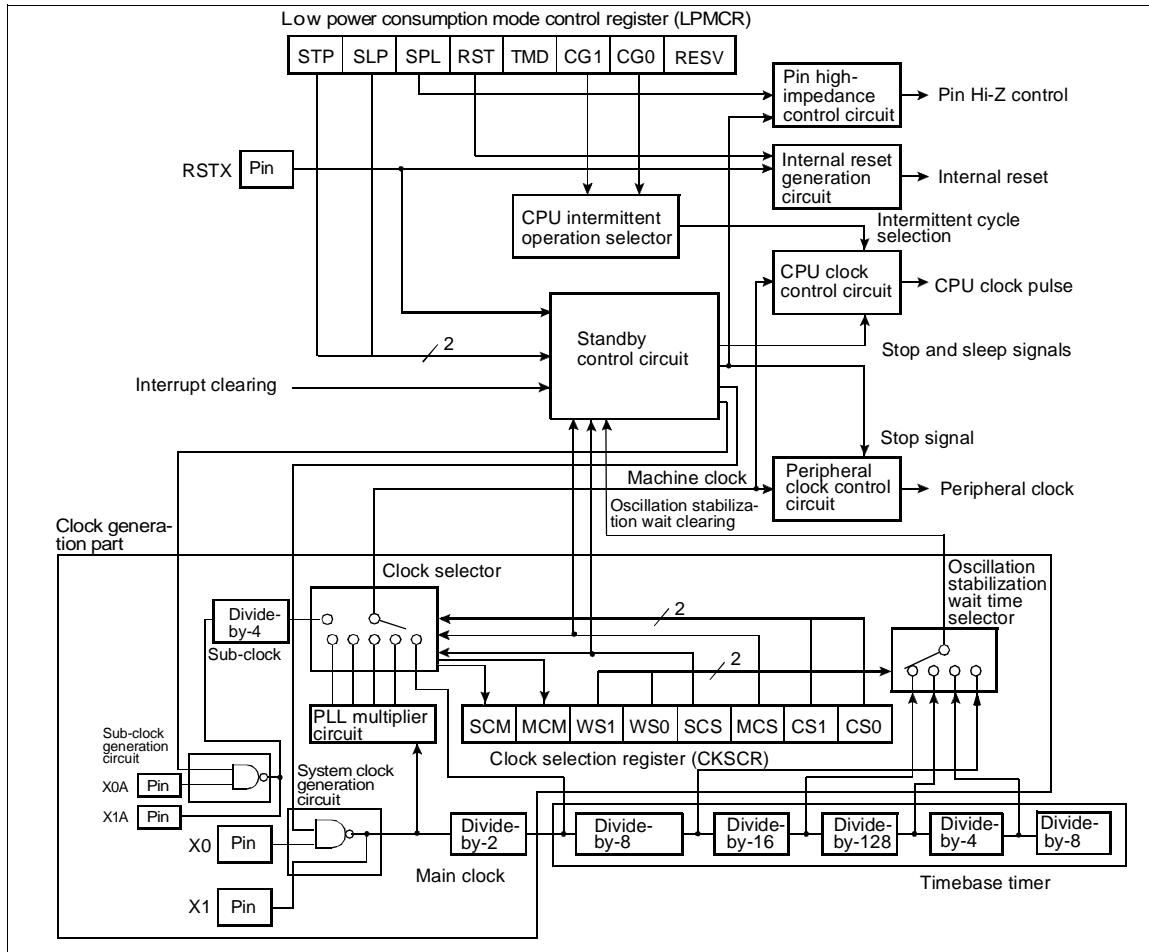 Low power consumption mode control register (LPMCR)
STP SLP SPL RST TMD CG1 CG0 RESV
Pin high-
impedance
control circuit
Pin Hi-Z control
RSTX
Pin
Internal reset
generation
circuit
Internal reset
CPU intermittent
operation selector
Intermittent cycle
selection
CPU clock
control circuit
CPU clock pulse
Standby
control circuit
2
Stop and sleep signals
Interrupt clearing
Stop signal
Machine clock
Peripheral
clock control
circuit
Peripheral clock
Oscillation stabiliza-
tion wait clearing
Clock genera-
tion part
Clock selector
Oscillation
stabilization
wait time
selector
Divide-
by-4
Sub-clock
2
2
PLL multiplier
circuit
SCM MCM WS1 WS0 SCS MCS CS1 CS0
Clock selection register (CKSCR)
Sub-clock
generation
circuit
X0A
Pin
X1A
Pin
System clock
generation
circuit
X0
Pin
X1
Pin
Divide-
by-2
Main clock
Divide-
by-8
Divide-
by-16
Divide-
by-128
Divide-
by-4
Divide-
by-8
Timebase timer